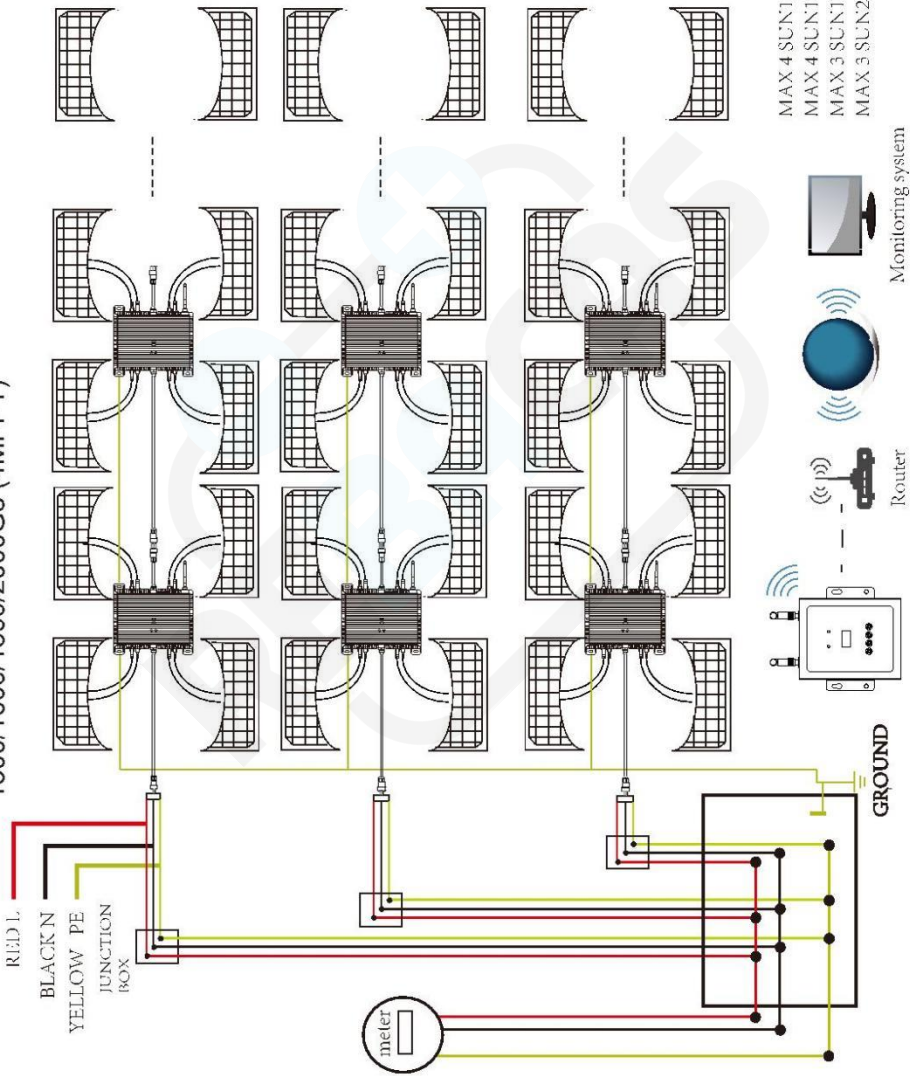 RED L
BLACK N
YELLOW PE
JUNCTION
BOX
meter
GROUND
Router
Monitoring system
MAX 4 SUN1
MAX 4 SUN1
MAX 3 SUN1
MAX 3 SUN2